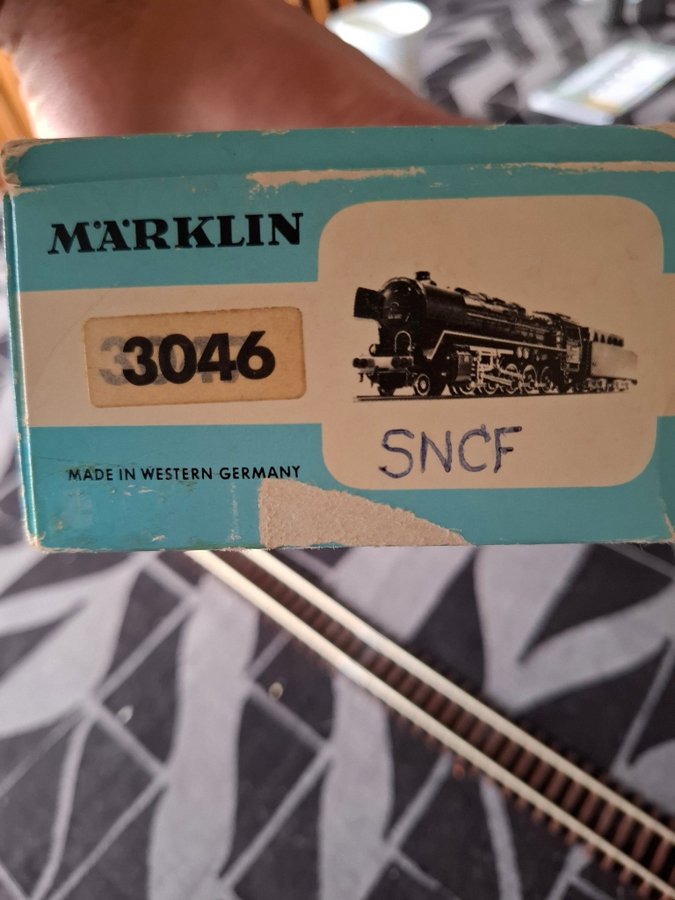 MÄRKLIN
3046
MADE IN WESTERN GERMANY
SNCF